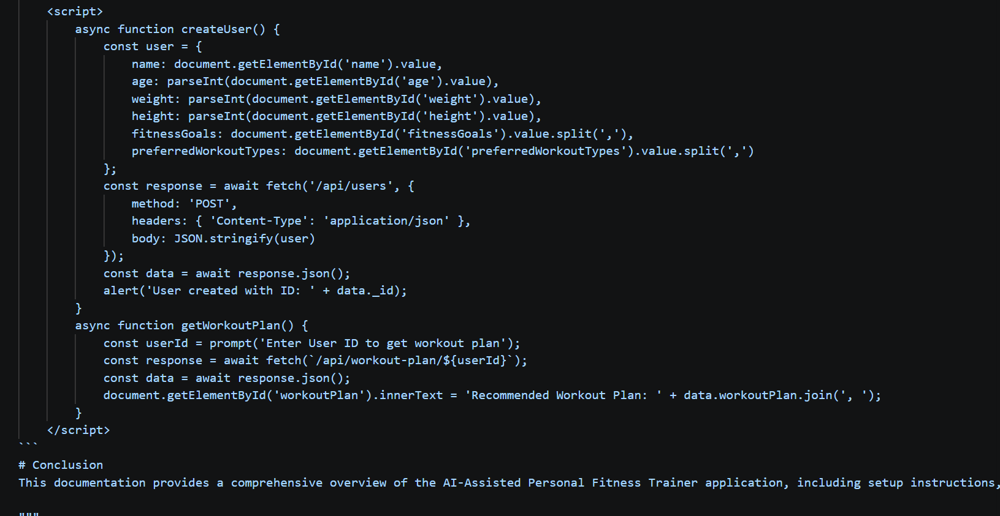 <script>
async function createUser() {
const user = {
name: document.getElementById('name').value,
age: parseInt(document.getElementById('age').value),
weight: parseInt(document.getElementById('weight').value),
height: parseInt(document.getElementById('height').value),
fitnessGoals: document.getElementById('fitnessGoals').value.split(','),
preferredWorkoutTypes: document.getElementById('preferredWorkoutTypes').value.split(',')
};
const response = await fetch('/api/users', {
method: 'POST',
headers: { 'Content-Type': 'application/json' },
body: JSON.stringify(user)
});
const data = await response.json();
alert('User created with ID: ' + data._id);
}
async function getWorkoutPlan() {
const userId = prompt('Enter User ID to get workout plan');
const response = await fetch(`/api/workout-plan/${userId}`);
const data = await response.json();
document.getElementById('workoutPlan').innerText = 'Recommended Workout Plan: ' + data.workoutPlan.join(', ');
}
</script>
```
# Conclusion
This documentation provides a comprehensive overview of the AI-Assisted Personal Fitness Trainer application, including setup instructions,
"""